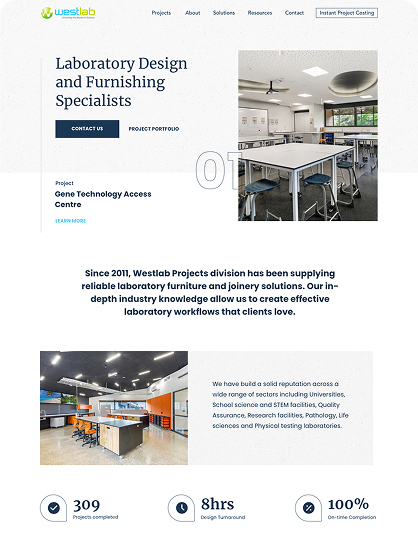 westlab
Projects
About
Solutions
Resources
Contact
Instant Project Costing
Laboratory Design
and Furnishing
Specialists
CONTACT US
PROJECT PORTFOLIO
01
Project
Gene Technology Access
Centre
LEARN MORE
Since 2011, Westlab Projects division has been supplying
reliable laboratory furniture and joinery solutions. Our in-
depth industry knowledge allow us to create effective
laboratory workflows that clients love.
We have build a solid reputation across a
wide range of sectors including Universities,
School science and STEM facilities, Quality
Assurance, Research facilities, Pathology, Life
sciences and Physical testing laboratories.
309
Projects completed
8hrs
Design Turnaround
100%
On-time Completion